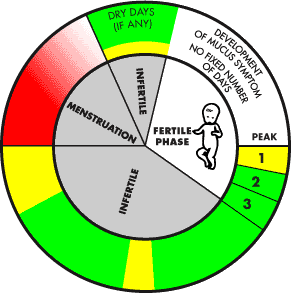 DRY DAYS
(IF ANY)
DEVELOPMENT
OF MUCUS SYMPTOM
NO FIXED NUMBER
OF DAYS
INFERTILE
MENSTRUATION
FERTILE
PHASE
PEAK
1
2
3
INFERTILE